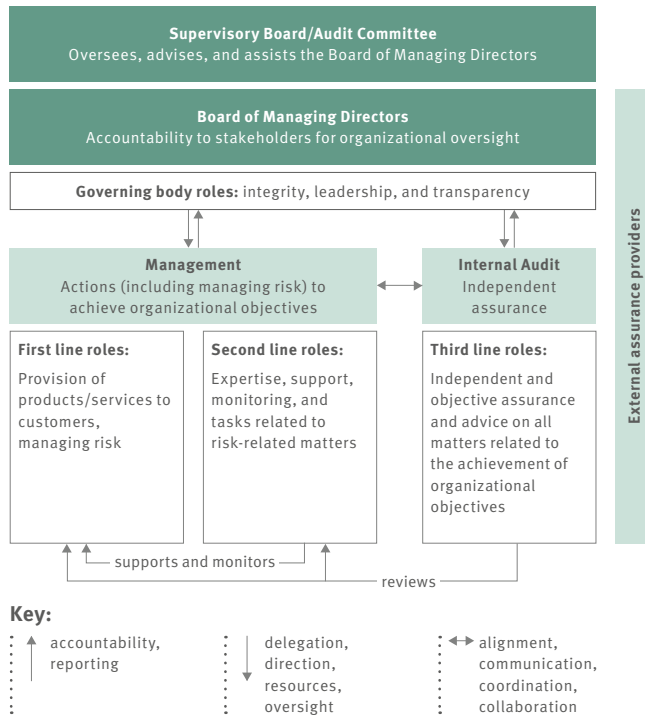 Supervisory Board/Audit Committee
Oversees, advises, and assists the Board of Managing Directors
Board of Managing Directors
Accountability to stakeholders for organizational oversight
Governing body roles: integrity, leadership, and transparency
Management
Actions (including managing risk) to
achieve organizational objectives
Internal Audit
Independent
assurance
First line roles:
Provision of
products/services to
customers,
managing risk
Second line roles:
Expertise, support,
monitoring, and
tasks related to
risk-related matters
Third line roles:
Independent and
objective assurance
and advice on all
matters related to
the achievement of
organizational
objectives
External assurance providers
supports and monitors
reviews
Key:
accountability,
reporting
delegation,
direction,
resources,
oversight
alignment,
communication,
coordination,
collaboration